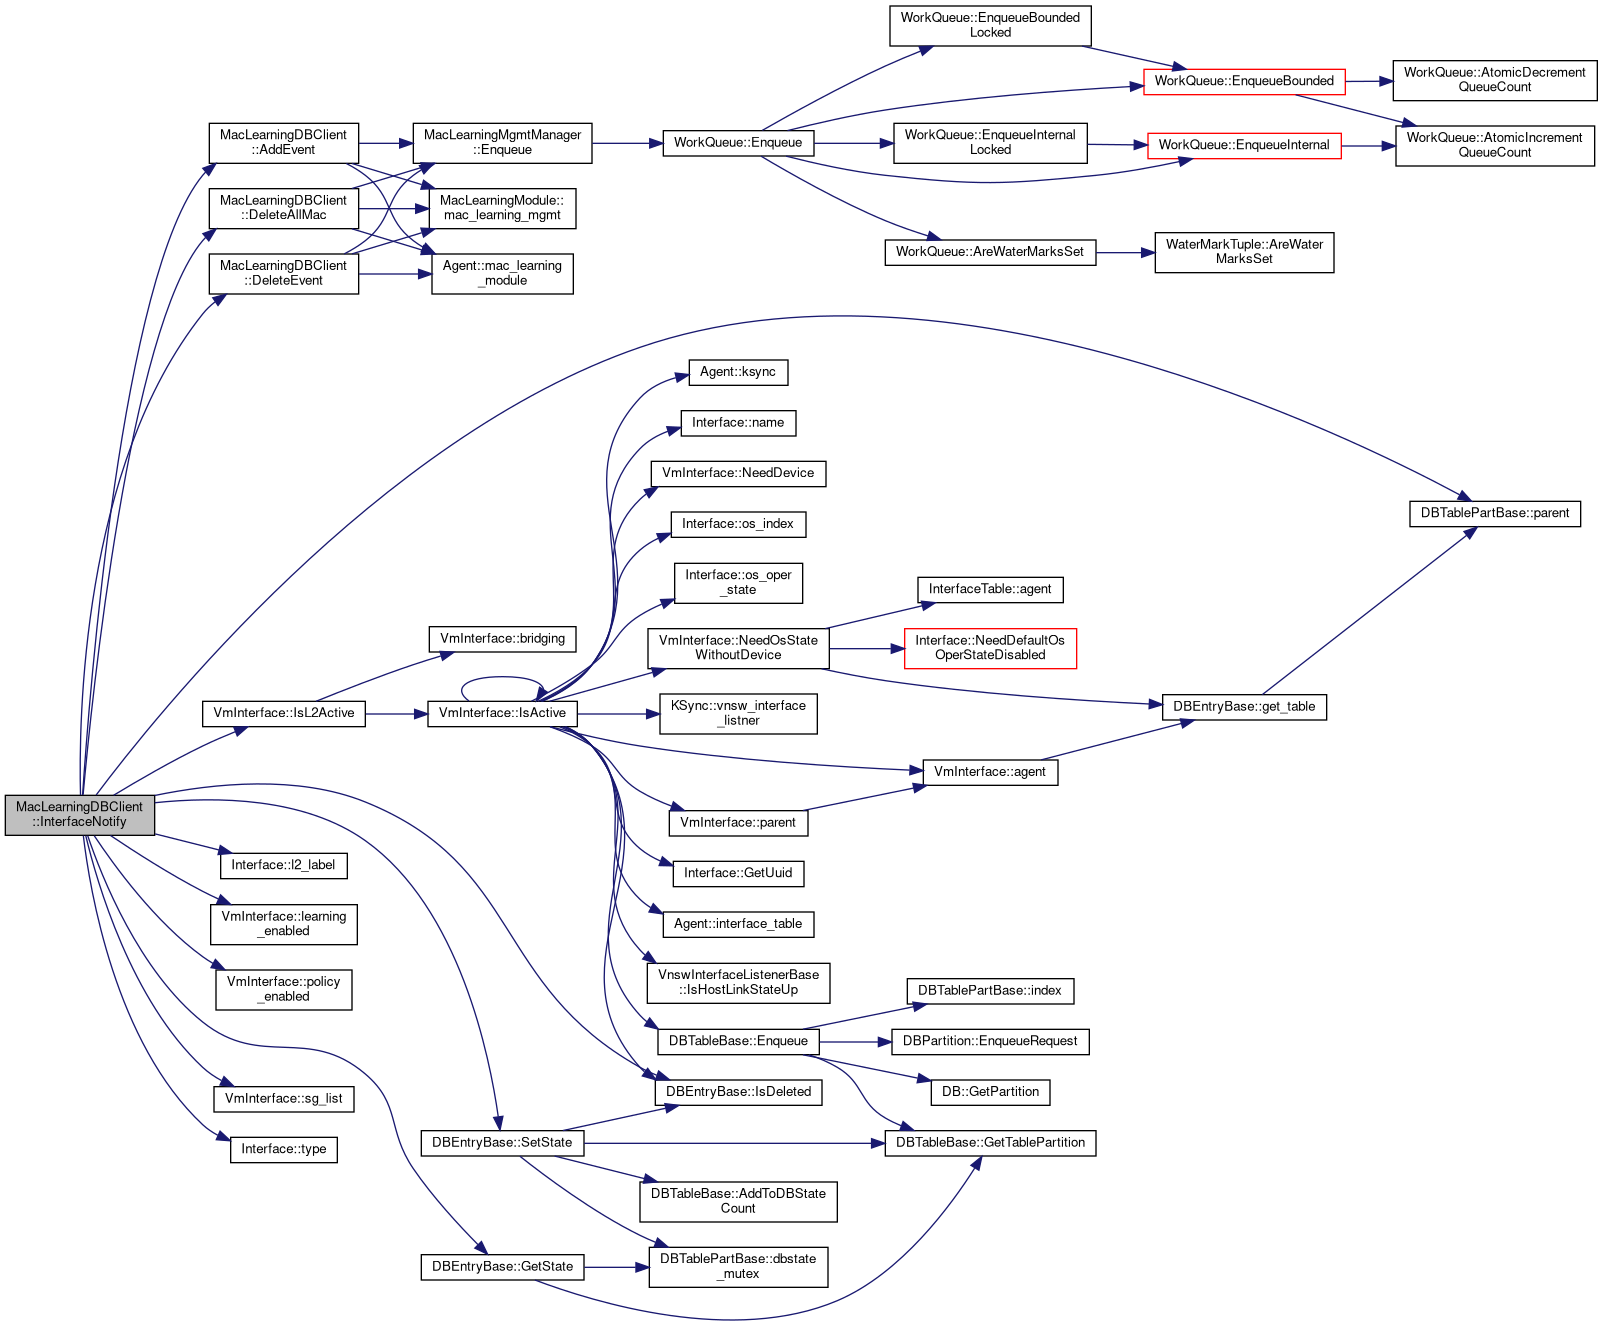 MacLearningDBClient
::InterfaceNotify
MacLearningDBClient
::AddEvent
MacLearningDBClient
::DeleteAllMac
MacLearningDBClient
::DeleteEvent
VmInterface::IsL2Active
Interface::l2_label
VmInterface::learning
_enabled
VmInterface::policy
_enabled
VmInterface::sg_list
Interface::type
MacLearningMgmtManager
::Enqueue
MacLearningModule::
mac_learning_mgmt
Agent::mac_learning
_module
VmInterface::bridging
VmInterface::IsActive
DBEntryBase::SetState
DBEntryBase::GetState
WorkQueue::Enqueue
Agent::ksync
Interface::name
VmInterface::NeedDevice
Interface::os_index
Interface::os_oper
_state
VmInterface::NeedOsState
WithoutDevice
KSync::vnsw_interface
_listner
VmInterface::parent
Interface::GetUuid
Agent::interface_table
VnswInterfaceListenerBase
::IsHostLinkStateUp
DBTableBase::Enqueue
DBEntryBase::IsDeleted
DBTableBase::AddToDBState
Count
DBTablePartBase::dbstate
_mutex
WorkQueue::EnqueueBounded
Locked
WorkQueue::EnqueueInternal
Locked
WorkQueue::AreWaterMarksSet
InterfaceTable::agent
Interface::NeedDefaultOs
OperStateDisabled
VmInterface::agent
DBTablePartBase::index
DBPartition::EnqueueRequest
DB::GetPartition
DBTableBase::GetTablePartition
WorkQueue::EnqueueBounded
WorkQueue::EnqueueInternal
WaterMarkTuple::AreWater
MarksSet
DBEntryBase::get_table
WorkQueue::AtomicDecrement
QueueCount
WorkQueue::AtomicIncrement
QueueCount
DBTablePartBase::parent